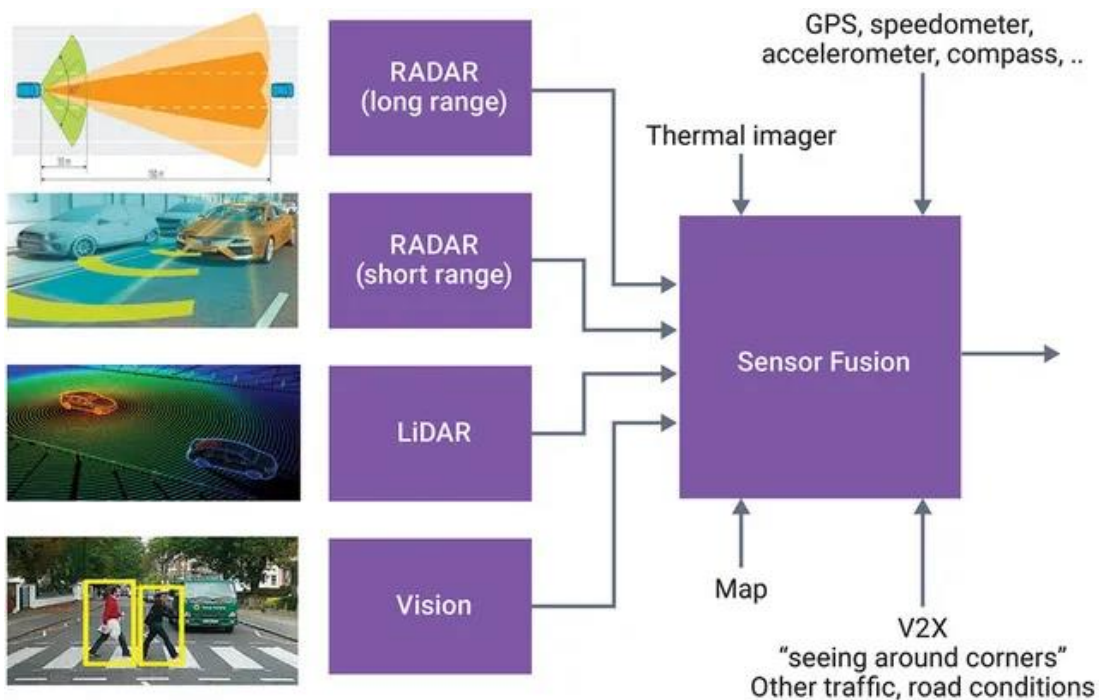 RADAR
(long range)
GPS, speedometer,
accelerometer, compass, ..
Thermal imager
RADAR
(short range)
Sensor Fusion
LiDAR
Vision
Map
V2X
“seeing around corners”
Other traffic, road conditions